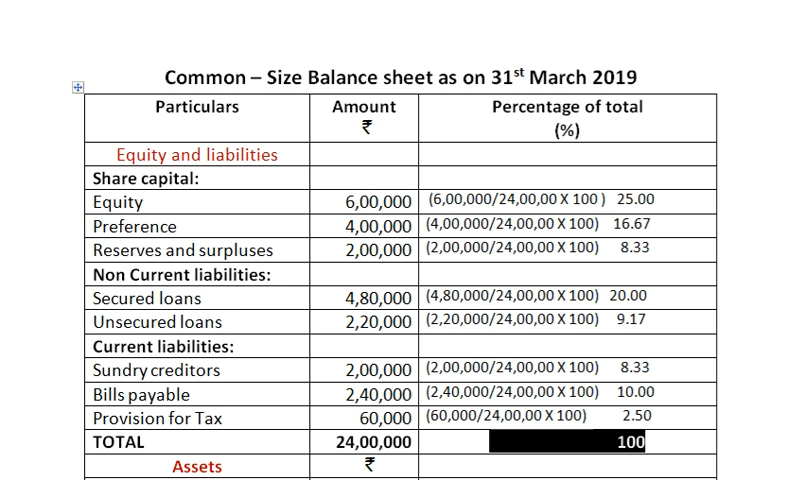 Common – Size Balance sheet as on 31st March 2019
Particulars Amount ₹ Percentage of total (%)
Equity and liabilities
Share capital:
Equity 6,00,000 (6,00,000/24,00,00 X 100 ) 25.00
Preference 4,00,000 (4,00,000/24,00,00 X 100) 16.67
Reserves and surpluses 2,00,000 (2,00,000/24,00,00 X 100) 8.33
Non Current liabilities:
Secured loans 4,80,000 (4,80,000/24,00,00 X 100) 20.00
Unsecured loans 2,20,000 (2,20,000/24,00,00 X 100) 9.17
Current liabilities:
Sundry creditors 2,00,000 (2,00,000/24,00,00 X 100) 8.33
Bills payable 2,40,000 (2,40,000/24,00,00 X 100) 10.00
Provision for Tax 60,000 (60,000/24,00,00 X 100) 2.50
TOTAL 24,00,000 100
Assets ₹